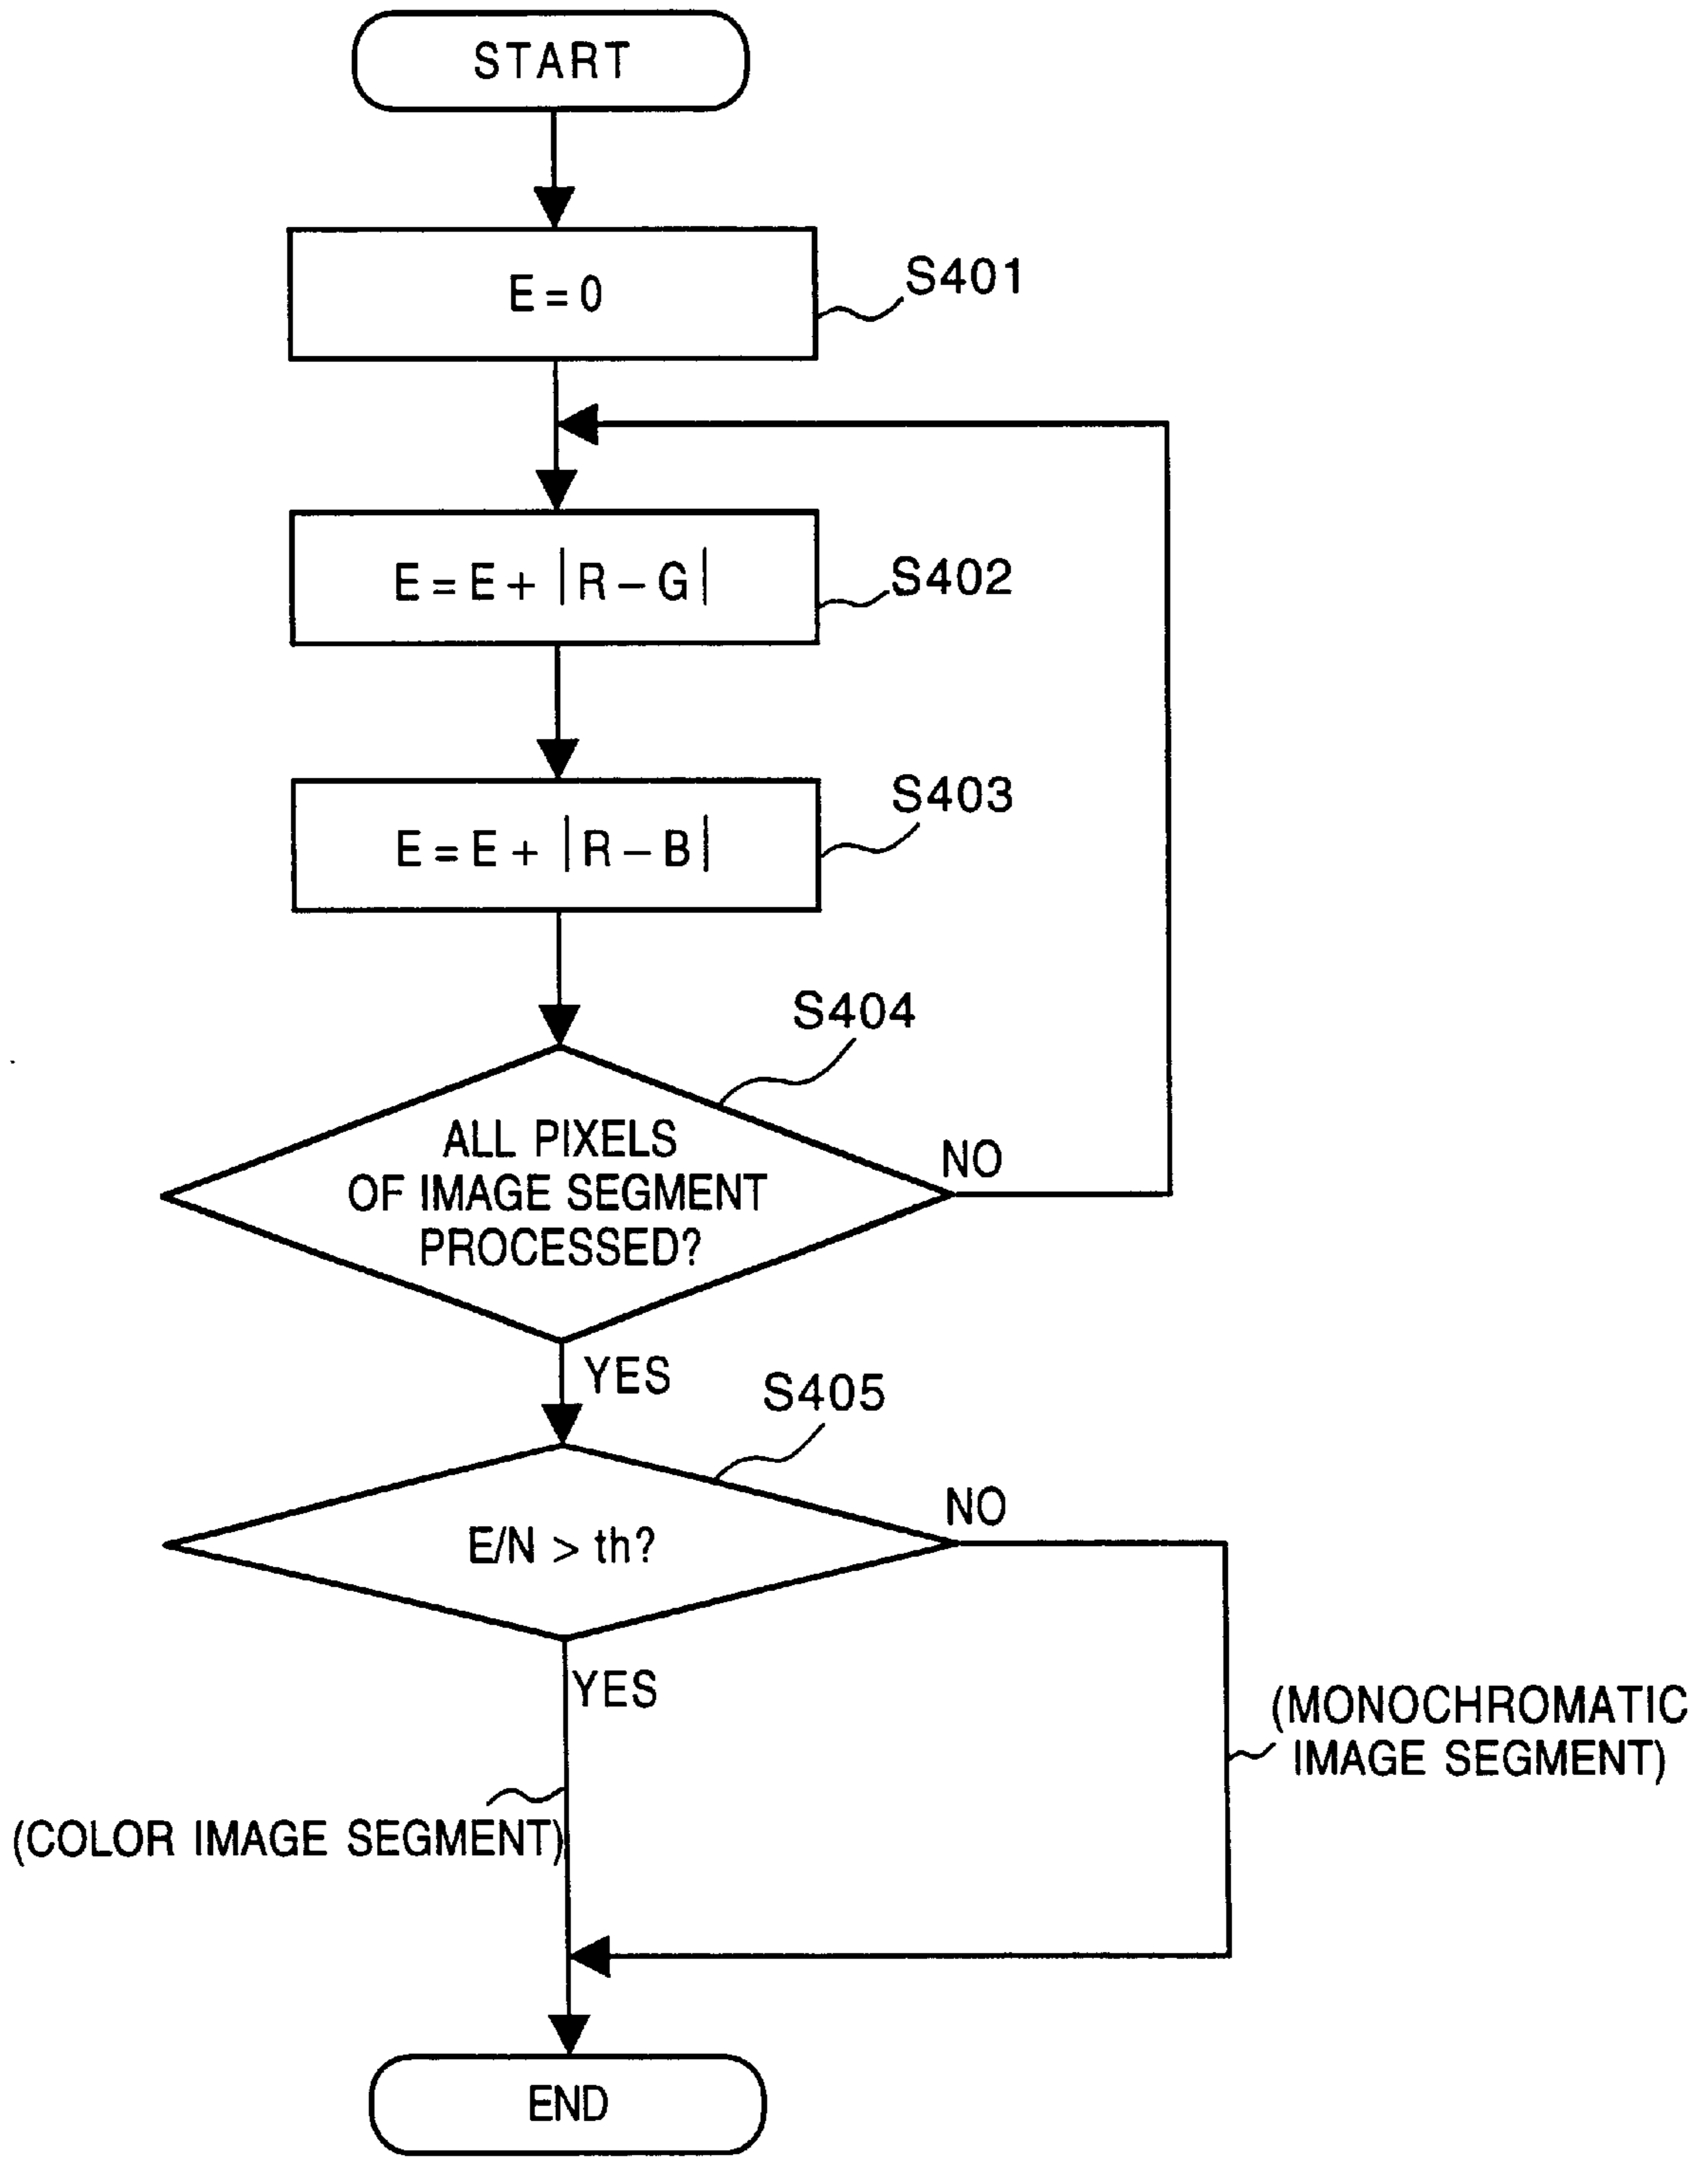 START
E = 0
S401
E = E + |R – G|
S402
E = E + |R – B|
S403
S404
ALL PIXELS
OF IMAGE SEGMENT
PROCESSED?
NO
YES
S405
E/N > th?
NO
YES
(MONOCHROMATIC
IMAGE SEGMENT)
(COLOR IMAGE SEGMENT)
END